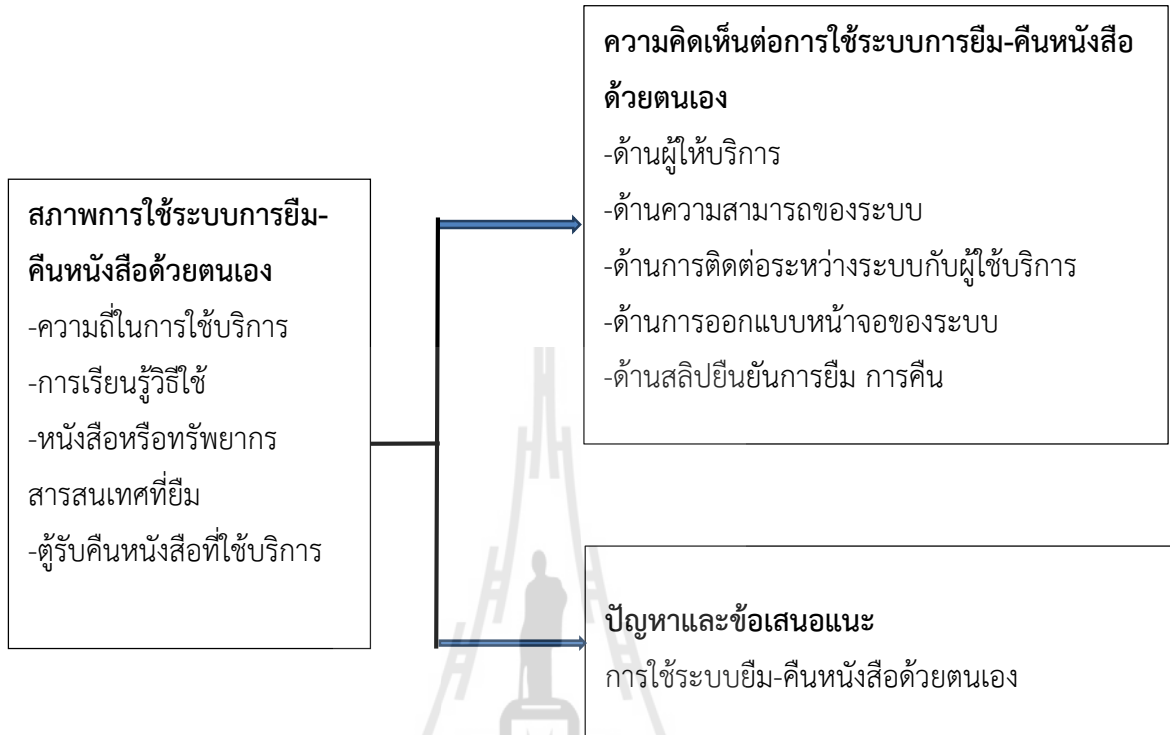 สภาพการใช้ระบบการยืม-
คืนหนังสือด้วยตนเอง
-ความถี่ในการใช้บริการ
-การเรียนรู้วิธีใช้
-หนังสือหรือทรัพยากร
สารสนเทศที่ยืม
-ตู้รับคืนหนังสือที่ใช้บริการ
ความคิดเห็นต่อการใช้ระบบการยืม-คืนหนังสือ
ด้วยตนเอง
-ด้านผู้ให้บริการ
-ด้านความสามารถของระบบ
-ด้านการติดต่อระหว่างระบบกับผู้ใช้บริการ
-ด้านการออกแบบหน้าจอของระบบ
-ด้านสลิปยืนยันการยืม การคืน
ปัญหาและข้อเสนอแนะ
การใช้ระบบยืม-คืนหนังสือด้วยตนเอง